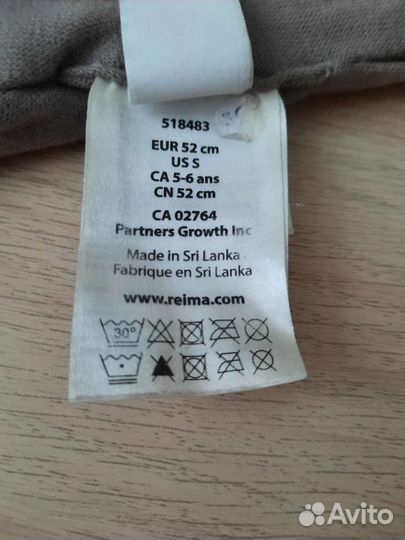 518483
EUR 52 cm
US S
CA 5-6 ans
CN 52 cm
CA 02764
Partners Growth Inc
Made in Sri Lanka
Fabrique en Sri Lanka
www.reima.com
30°
Avito